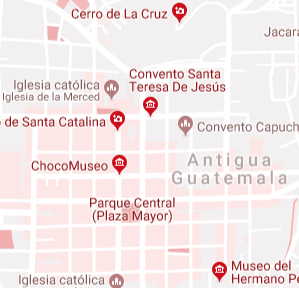 Cerro de La Cruz
Jacara
Iglesia católica
Iglesia de la Merced
Convento Santa
Teresa De Jesús
o de Santa Catalina
Convento Capuch
ChocoMuseo
Antigua
Guatemala
Parque Central
(Plaza Mayor)
Museo del
Hermano Pe
Iglesia católica